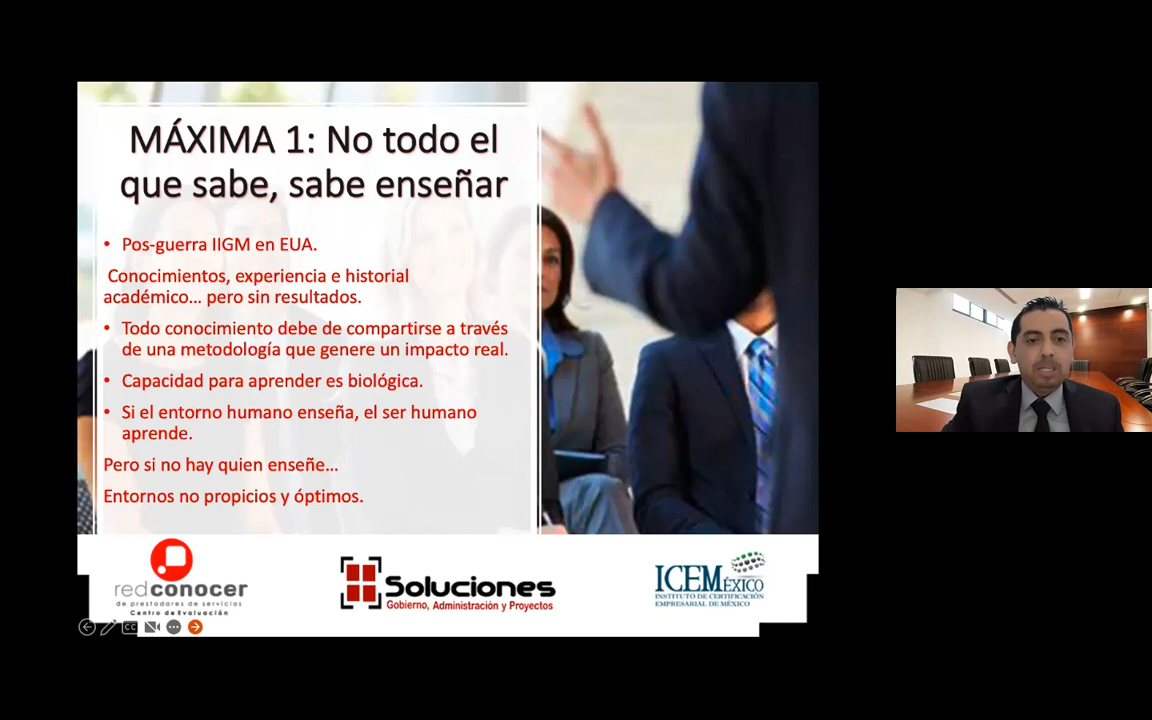 MÁXIMA 1: No todo el
que sabe, sabe enseñar
• Pos-guerra IIGM en EUA.
Conocimientos, experiencia e historial
académico... pero sin resultados.
• Todo conocimiento debe de compartirse a través
de una metodología que genere un impacto real.
• Capacidad para aprender es biológica.
• Si el entorno humano enseña, el ser humano
aprende.
Pero si no hay quien enseñe...
Entornos no propicios y óptimos.
redconocer
de prestadores de servicios
Centro de Evaluación
Soluciones
Gobierno, Administración y Proyectos
ICEMÉXICO
INSTITUTO DE CERTIFICACIÓN
EMPRESARIAL DE MÉXICO
CC